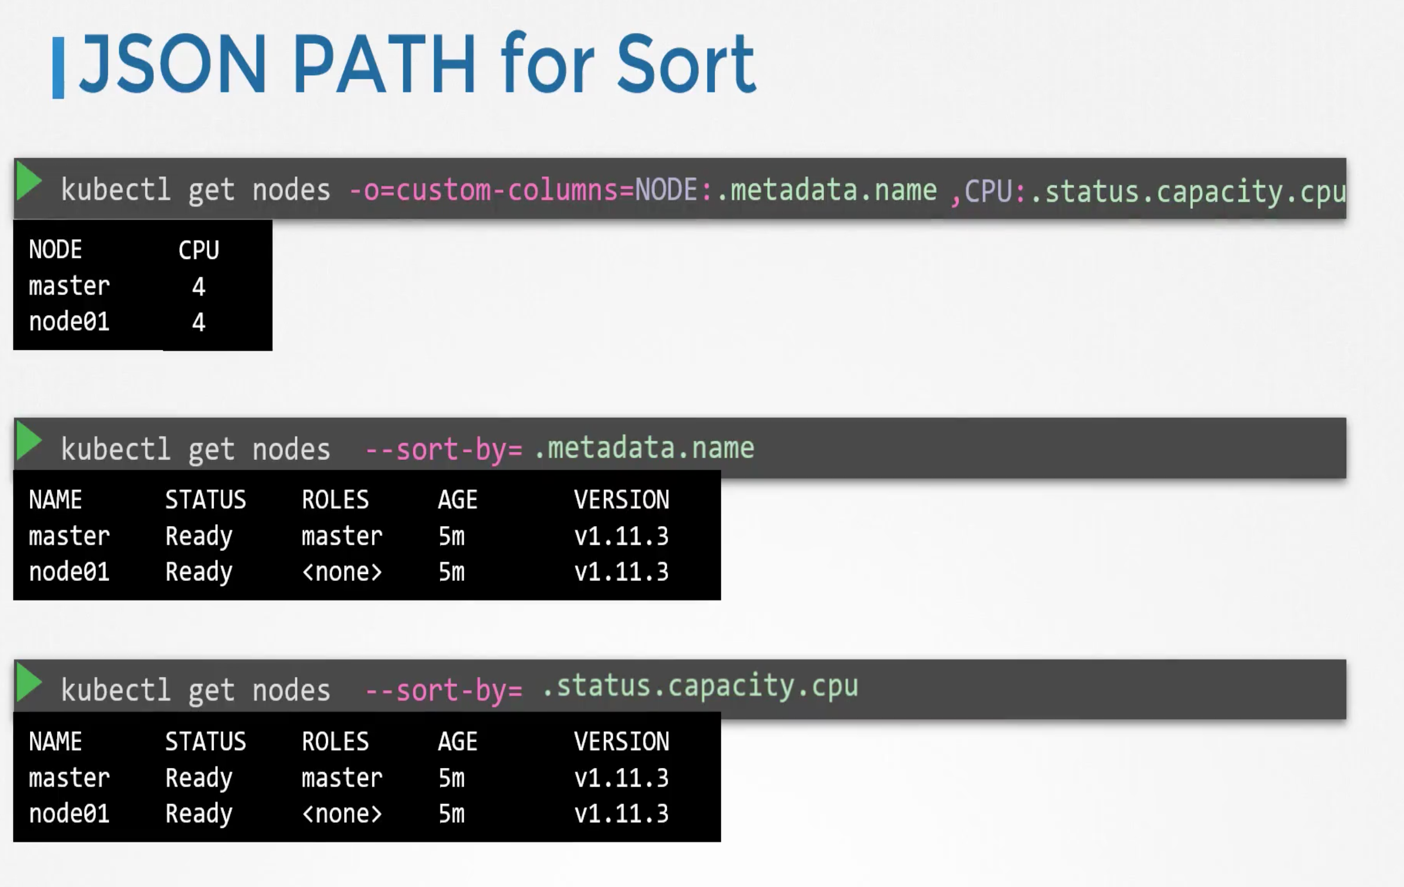 JSON PATH for Sort
kubectl get nodes -o=custom-columns=NODE:.metadata.name ,CPU:.status.capacity.cpu
NODE CPU
master 4
node01 4
kubectl get nodes --sort-by= .metadata.name
NAME STATUS ROLES AGE VERSION
master Ready master 5m v1.11.3
node01 Ready <none> 5m v1.11.3
kubectl get nodes --sort-by= .status.capacity.cpu
NAME STATUS ROLES AGE VERSION
master Ready master 5m v1.11.3
node01 Ready <none> 5m v1.11.3